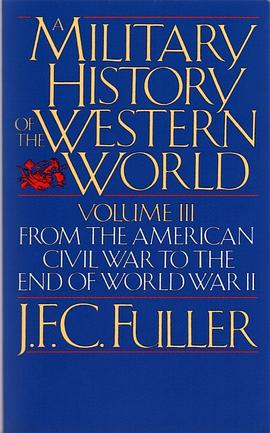 A
MILITARY
HISTORY
OF THE WESTERN
WORLD
VOLUME III
FROM THE AMERICAN
CIVIL WAR TO THE
END OF WORLD WAR II
J.F.C. FULLER